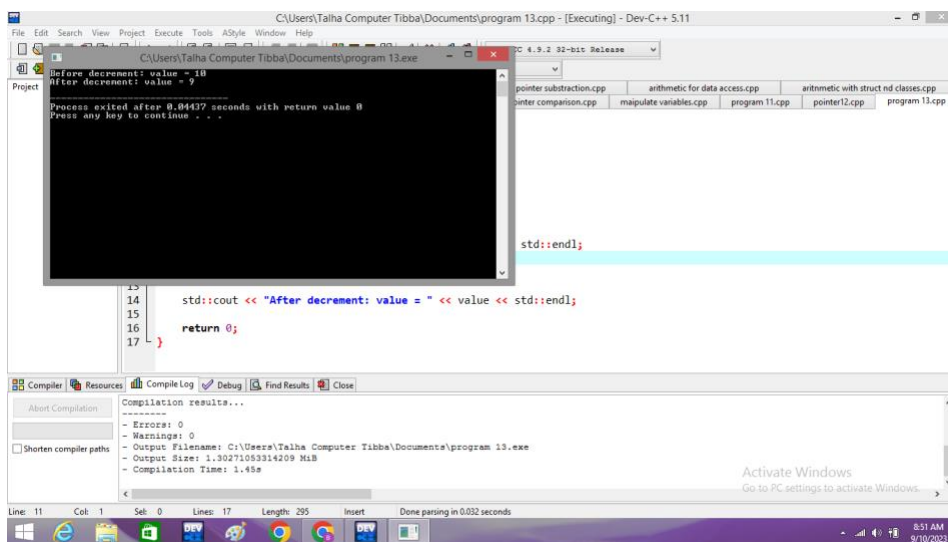 C:\Users\Talha Computer Tibba\Documents\program 13.cpp - [Executing] - Dev-C++ 5.11
File Edit Search View Project Execute Tools AStyle Window Help
CC 4.9.2 32-bit Release
C:\Users\Talha Computer Tibba\Documents\program 13.exe
Before decrement: value = 10
After decrement: value = 9
--------------------------------
Process exited after 0.04437 seconds with return value 0
Press any key to continue . . .
Project
pointer substraction.cpp arithmetic for data access.cpp aritnmetic with struct nd classes.cpp
ointer comparison.cpp maipulate variables.cpp program 11.cpp pointer12.cpp program 13.cpp
std::endl;
13
14 std::cout << "After decrement: value = " << value << std::endl;
15
16 return 0;
17 }
Compiler Resources Compile Log Debug Find Results Close
Abort Compilation
Shorten compiler paths
Compilation results...
--------
- Errors: 0
- Warnings: 0
- Output Filename: C:\Users\Talha Computer Tibba\Documents\program 13.exe
- Output Size: 1.30271053314209 MiB
- Compilation Time: 1.45s
Activate Windows
Go to PC settings to activate Windows.
Line: 11 Col: 1 Sel: 0 Lines: 17 Length: 295 Insert Done parsing in 0.032 seconds
DEV
DEV
8:51 AM
9/10/2023